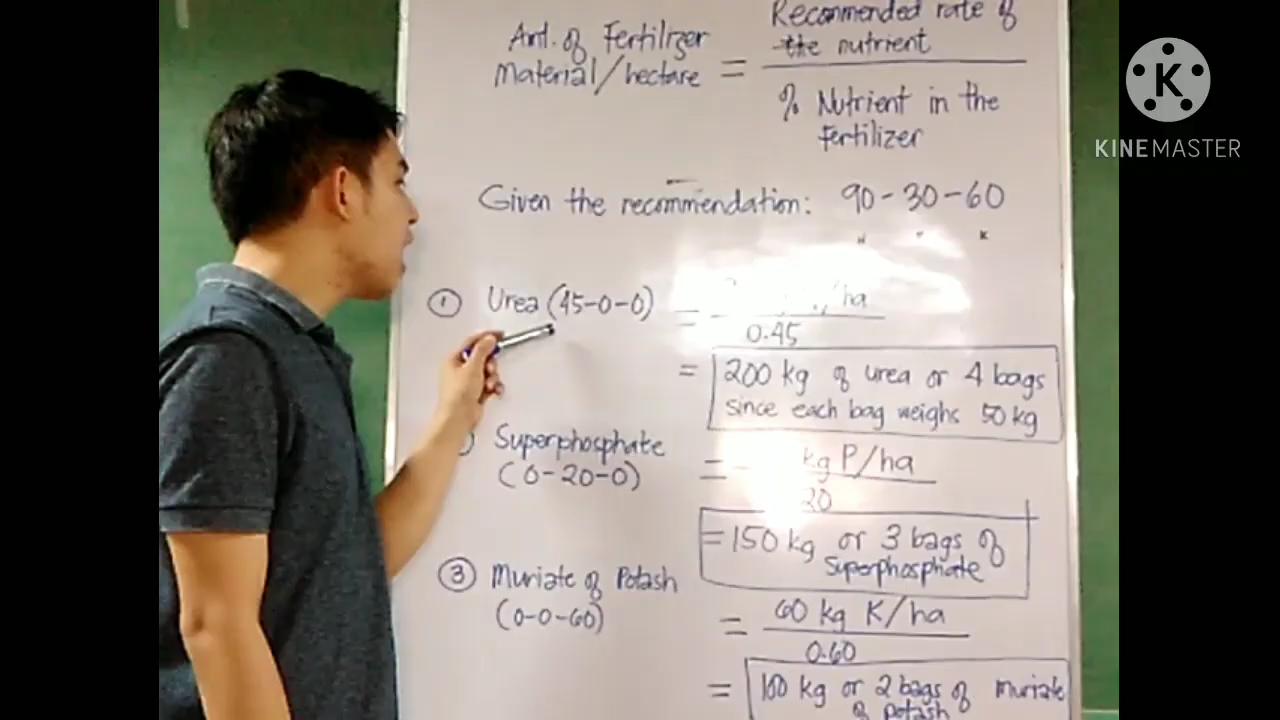 Recommended rate of
Amt. of Fertilizer
Material/hectare = the nutrient
% Nutrient in the
Fertilizer
Given the recommendation: 90-30-60
N P K
① Urea (45-0-0) = /ha
0.45
= 200 kg of urea or 4 bags
since each bag weighs 50 kg
Superphosphate = kg P/ha
(0-20-0) 20
= 150 kg or 3 bags of
Superphosphate
③ Muriate of Potash
(0-0-60) = 60 kg K/ha
0.60
= 100 kg or 2 bags of Muriate
of Potash
K
KINEMASTER